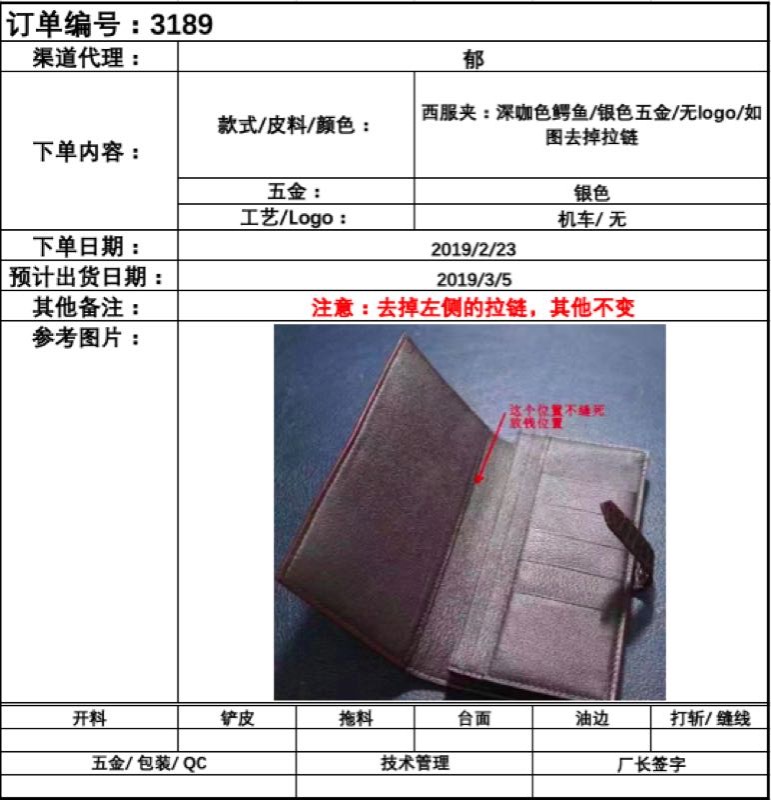 订单编号：3189
渠道代理：
郁
下单内容：
款式/皮料/颜色：
西服夹：深咖色鳄鱼/银色五金/无logo/如
图去掉拉链
五金：
银色
工艺/Logo：
机车/ 无
下单日期：
2019/2/23
预计出货日期：
2019/3/5
其他备注：
注意：去掉左侧的拉链，其他不变
参考图片：
这个位置不缝死
放钱位置
开料
铲皮
拖料
台面
油边
打斩/ 缝线
五金/ 包装/ QC
技术管理
厂长签字